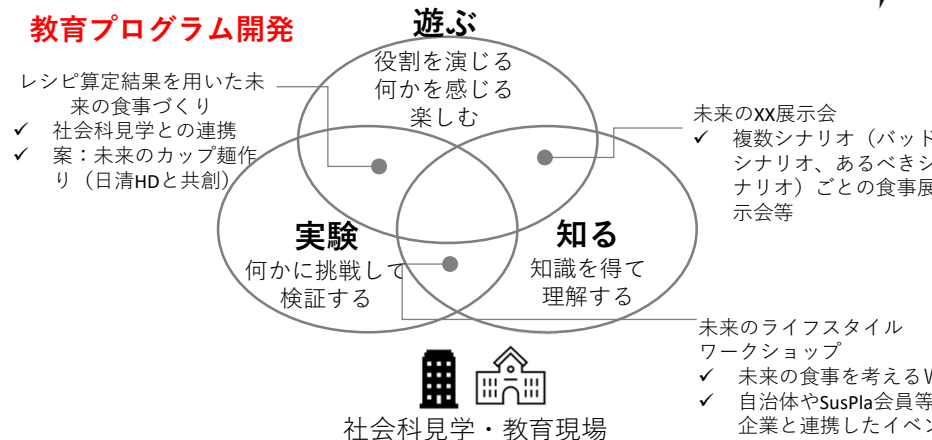 教育プログラム開発
遊ぶ
役割を演じる
何かを感じる
楽しむ
レシピ算定結果を用いた未
来の食事づくり
✓ 社会科見学との連携
✓ 案：未来のカップ麺作
り（日清HDと共創）
未来のXX展示会
✓ 複数シナリオ（バッド
シナリオ、あるべきシ
ナリオ）ごとの食事展
示会等
実験
何かに挑戦して
検証する
知る
知識を得て
理解する
未来のライフスタイル
ワークショップ
✓ 未来の食事を考える
✓ 自治体やSusPla会員等
企業と連携したイベン
社会科見学・教育現場